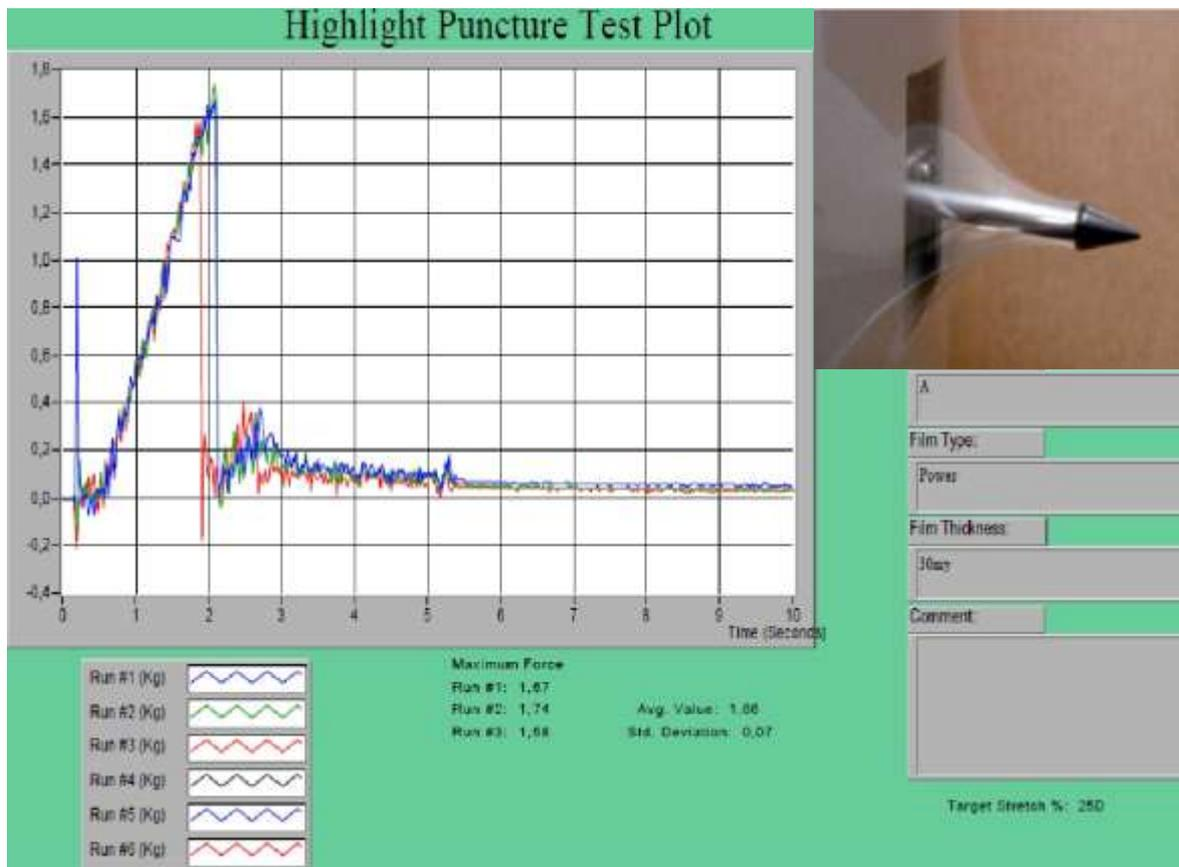 Highlight Puncture Test Plot
1,8
1,6
1,4
1,2
1,0
0,8
0,6
0,4
0,2
0,0
-0,2
-0,4
0 1 2 3 4 5 6 7 8 9 10
Time (Seconds)
A
Film Type:
Power
Film Thickness:
30my
Comment:
Run #1 (Kg)
Run #2 (Kg)
Run #3 (Kg)
Run #4 (Kg)
Run #5 (Kg)
Run #6 (Kg)
Maximum Force
Run #1: 1,67
Run #2: 1,74
Run #3: 1,58
Avg. Value: 1,66
Std. Deviation: 0,07
Target Stretch %: 250